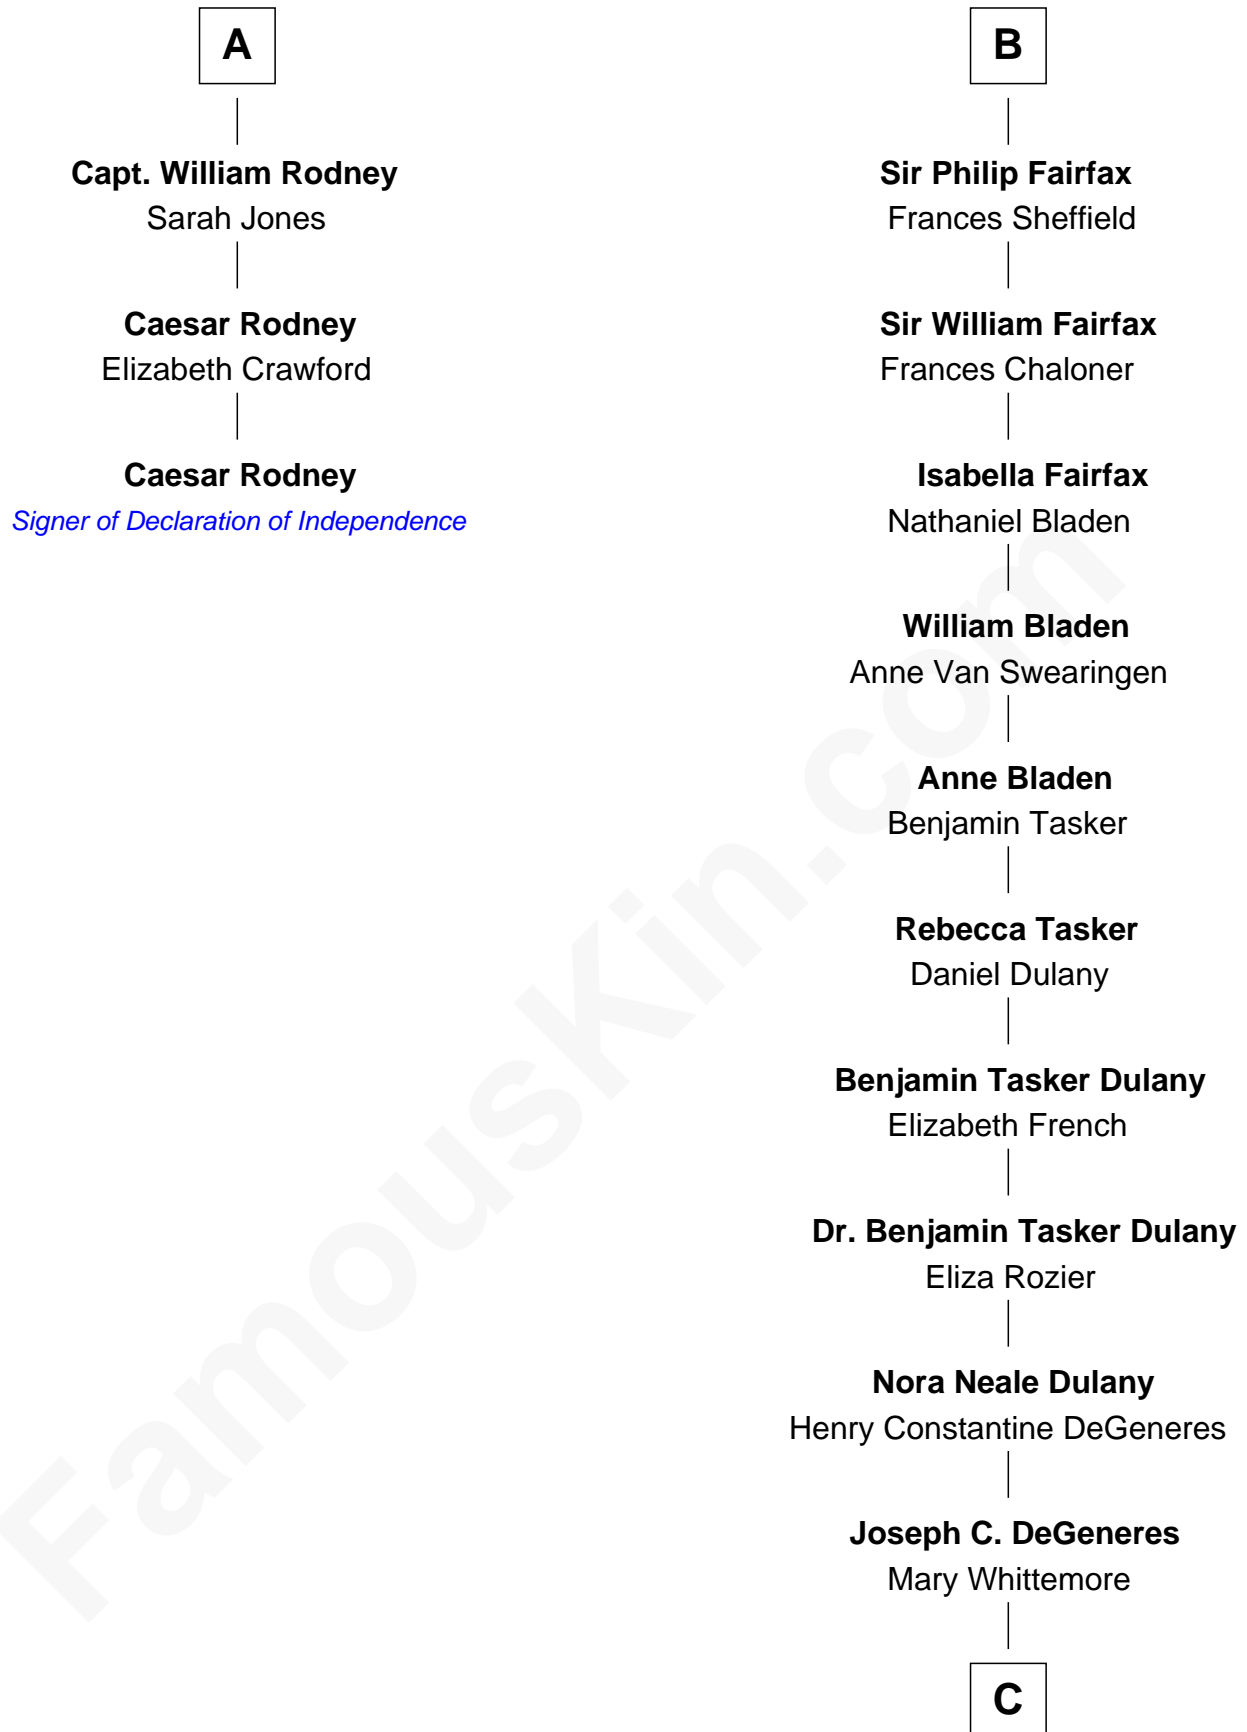 A
Capt. William Rodney
Sarah Jones
Caesar Rodney
Elizabeth Crawford
Caesar Rodney
Signer of Declaration of Independence
B
Sir Philip Fairfax
Frances Sheffield
Sir William Fairfax
Frances Chaloner
Isabella Fairfax
Nathaniel Bladen
William Bladen
Anne Van Swearingen
Anne Bladen
Benjamin Tasker
Rebecca Tasker
Daniel Dulany
Benjamin Tasker Dulany
Elizabeth French
Dr. Benjamin Tasker Dulany
Eliza Rozier
Nora Neale Dulany
Henry Constantine DeGeneres
Joseph C. DeGeneres
Mary Whittemore
C
FamousKin.com